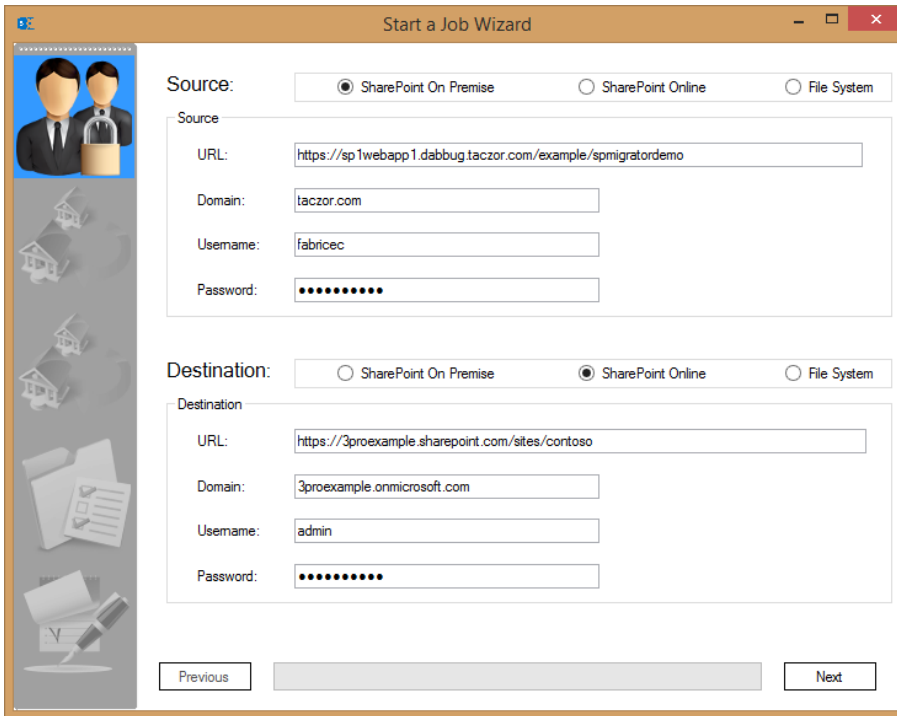 Start a Job Wizard
Source: SharePoint On Premise SharePoint Online File System
Source
URL: https://sp1webapp1.dabbug.taczor.com/example/spmigratordemo
Domain: taczor.com
Username: fabricec
Password: ●●●●●●●●●●
Destination: SharePoint On Premise SharePoint Online File System
Destination
URL: https://3proexample.sharepoint.com/sites/contoso
Domain: 3proexample.onmicrosoft.com
Username: admin
Password: ●●●●●●●●●●
Previous Next